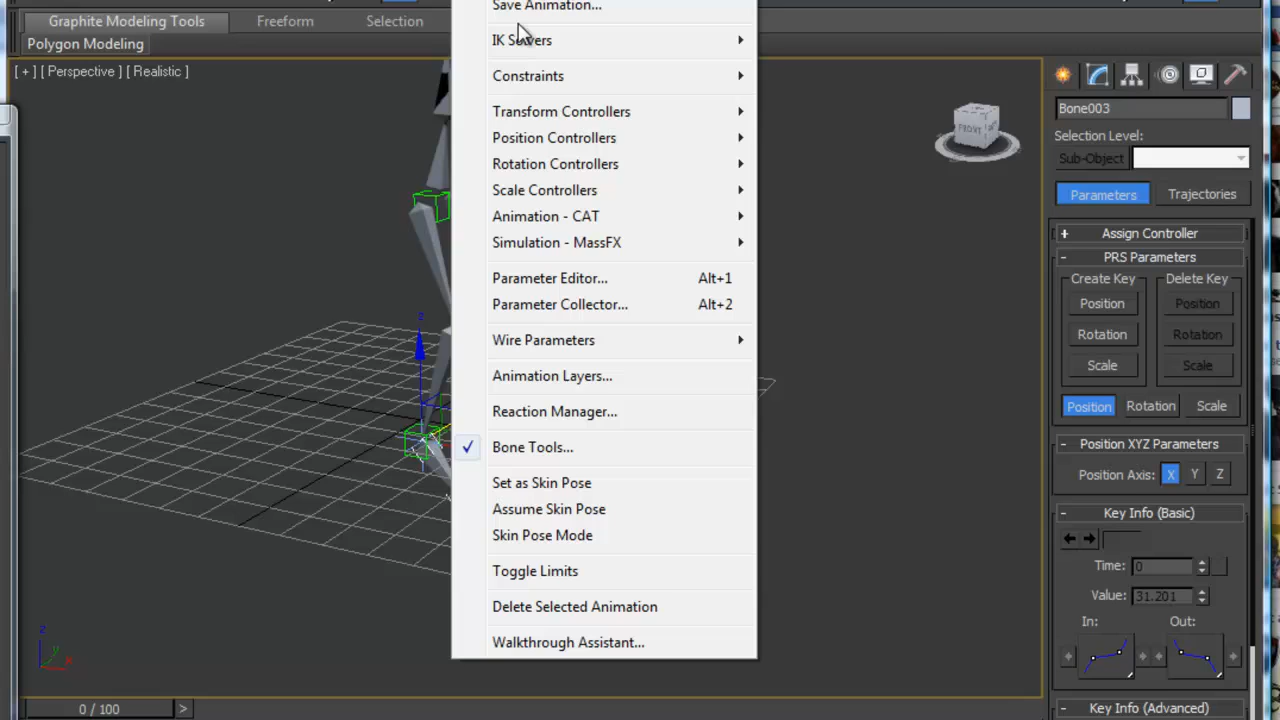 Save Animation...
Graphite Modeling Tools
Freeform
Selection
Polygon Modeling
IK Solvers
[ + ] [ Perspective ] [ Realistic ]
Constraints
Transform Controllers
Position Controllers
Rotation Controllers
Scale Controllers
Animation - CAT
Simulation - MassFX
Parameter Editor... Alt+1
Parameter Collector... Alt+2
Wire Parameters
Animation Layers...
Reaction Manager...
Bone Tools...
Set as Skin Pose
Assume Skin Pose
Skin Pose Mode
Toggle Limits
Delete Selected Animation
Walkthrough Assistant...
FRONT
z
z
y
x
0 / 100 >
Bone003
Selection Level:
Sub-Object
Parameters
Trajectories
+ Assign Controller
- PRS Parameters
Create Key
Delete Key
Position
Position
Rotation
Rotation
Scale
Scale
Position
Rotation
Scale
- Position XYZ Parameters
Position Axis: X Y Z
- Key Info (Basic)
Time: 0
Value: 31.201
In:
Out:
- Key Info (Advanced)